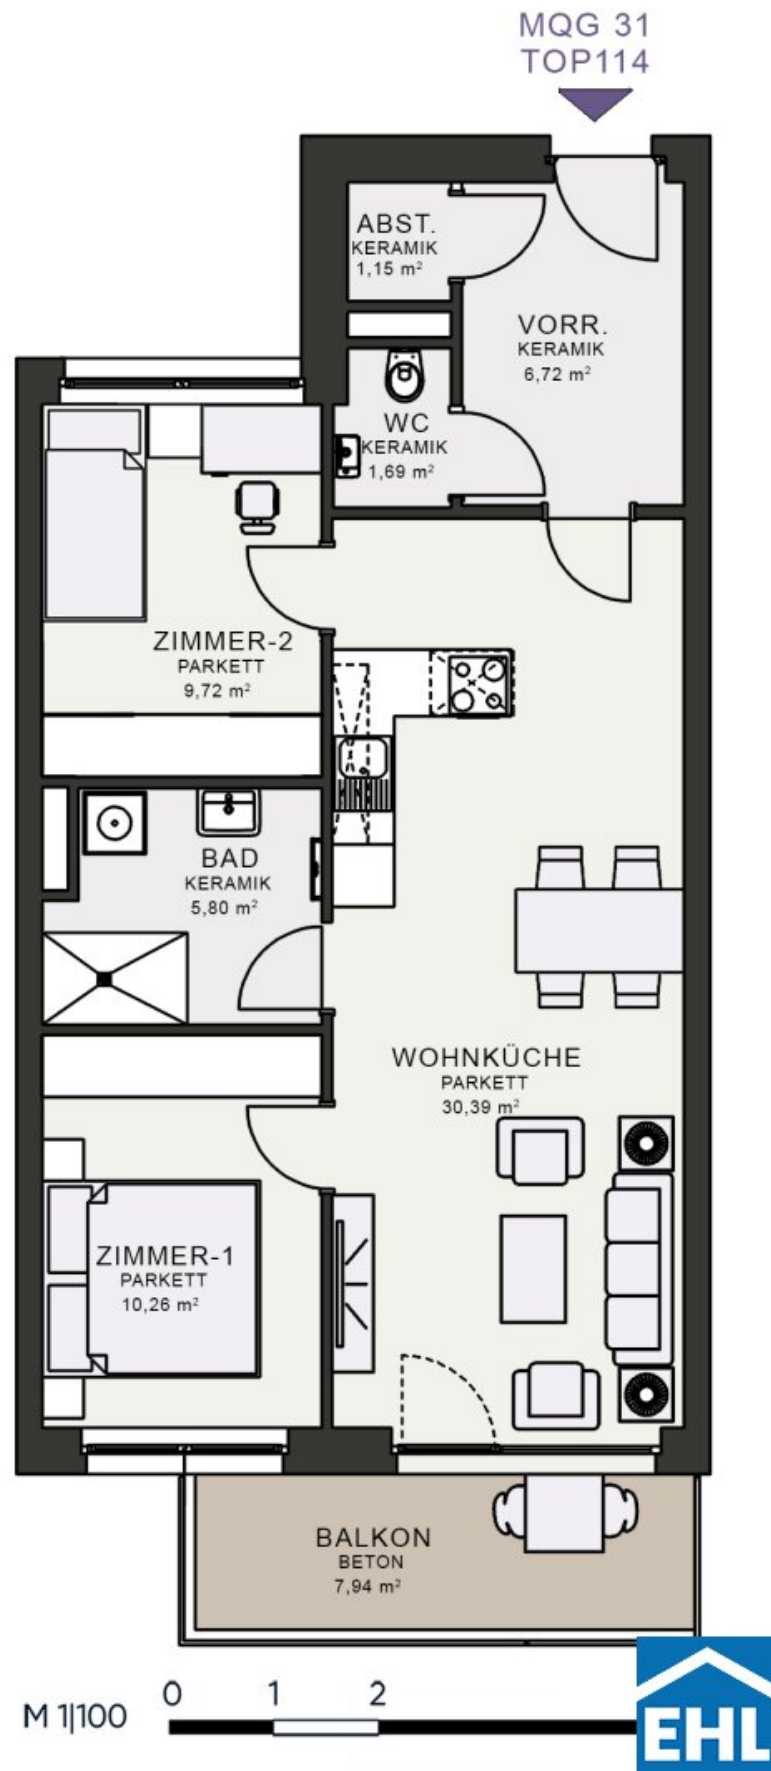 MQG 31
TOP114
ABST.
KERAMIK
1,15 m²
VORR.
KERAMIK
6,72 m²
WC
KERAMIK
1,69 m²
ZIMMER-2
PARKETT
9,72 m²
BAD
KERAMIK
5,80 m²
WOHNKÜCHE
PARKETT
30,39 m²
ZIMMER-1
PARKETT
10,26 m²
BALKON
BETON
7,94 m²
M 1|100
0 1 2
EHL